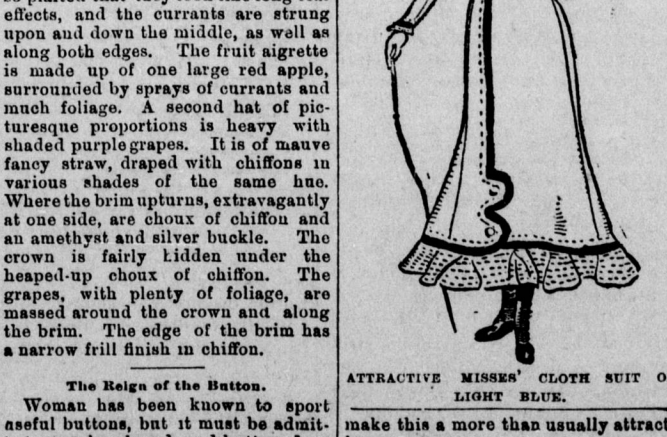 effects, and the currants are strung
upon and down the middle, as well as
along both edges. The fruit aigrette
is made up of one large red apple,
surrounded by sprays of currants and
much foliage. A second hat of pic-
turesque proportions is heavy with
shaded purple grapes. It is of mauve
fancy straw, draped with chiffons in
various shades of the same hue.
Where the brim upturns, extravagantly
at one side, are choux of chiffon and
an amethyst and silver buckle. The
crown is fairly hidden under the
heaped-up choux of chiffon. The
grapes, with plenty of foliage, are
massed around the crown and along
the brim. The edge of the brim has
a narrow frill finish in chiffon.
The Reign of the Button.
Woman has been known to sport
useful buttons, but it must be admit-
ATTRACTIVE MISSES' CLOTH SUIT O
LIGHT BLUE.
make this a more than usually attrac